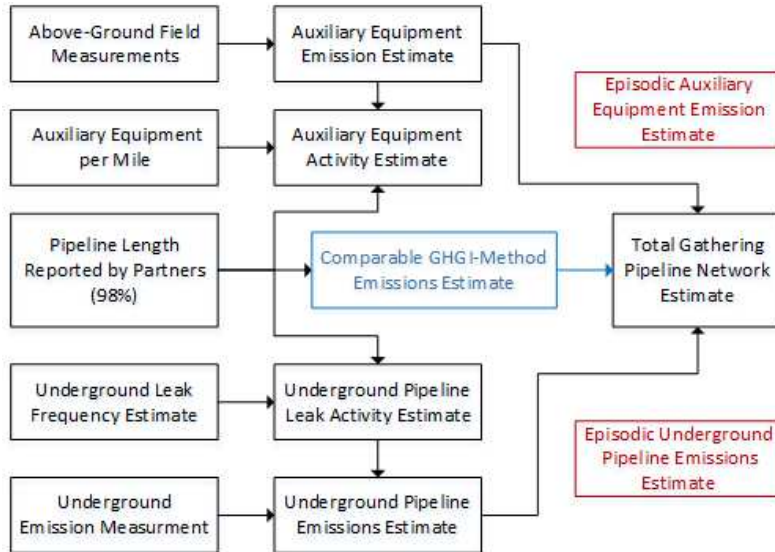 Above-Ground Field
Measurements
Auxiliary Equipment
Emission Estimate
Episodic Auxiliary
Equipment Emission
Estimate
Auxiliary Equipment
per Mile
Auxiliary Equipment
Activity Estimate
Pipeline Length
Reported by Partners
(98%)
Comparable GHGI-Method
Emissions Estimate
Total Gathering
Pipeline Network
Estimate
Underground Leak
Frequency Estimate
Underground Pipeline
Leak Activity Estimate
Episodic Underground
Pipeline Emissions
Estimate
Underground
Emission Measurment
Underground Pipeline
Emissions Estimate